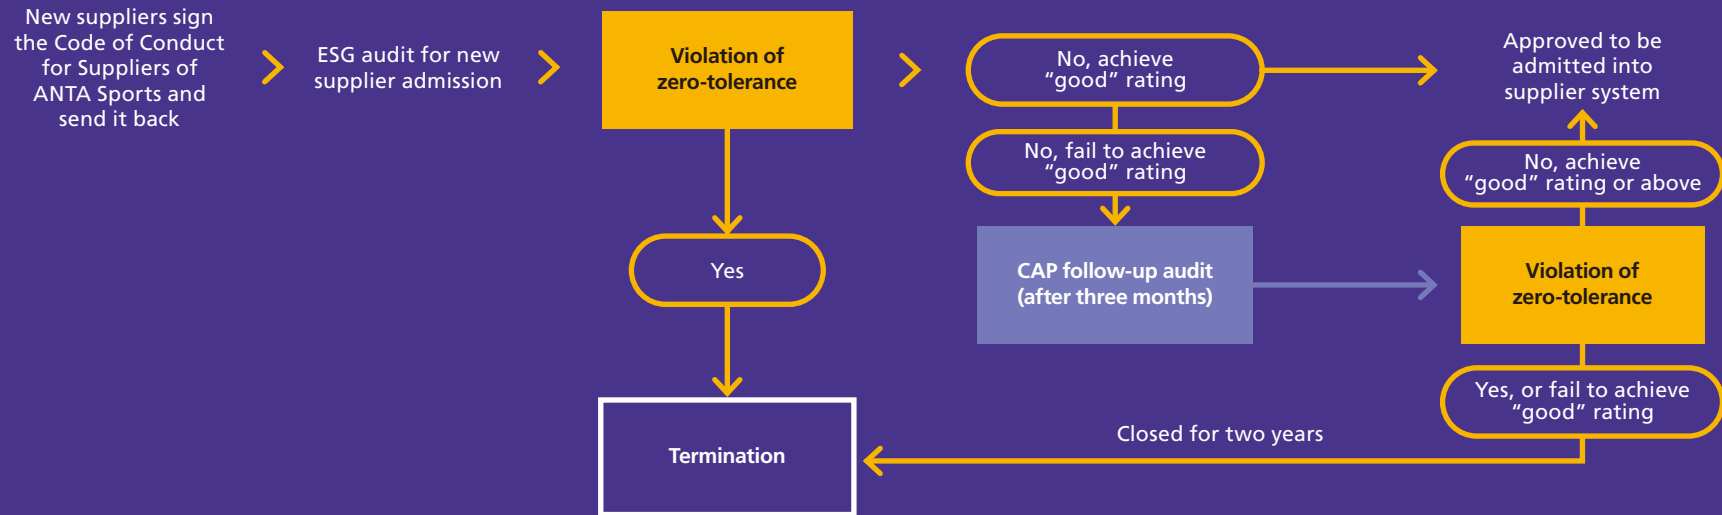 New suppliers sign
the Code of Conduct
for Suppliers of
ANTA Sports and
send it back
ESG audit for new
supplier admission
Violation of
zero-tolerance
No, achieve
“good” rating
Approved to be
admitted into
supplier system
No, fail to achieve
“good” rating
No, achieve
“good” rating or above
Yes
CAP follow-up audit
(after three months)
Violation of
zero-tolerance
Yes, or fail to achieve
“good” rating
Closed for two years
Termination